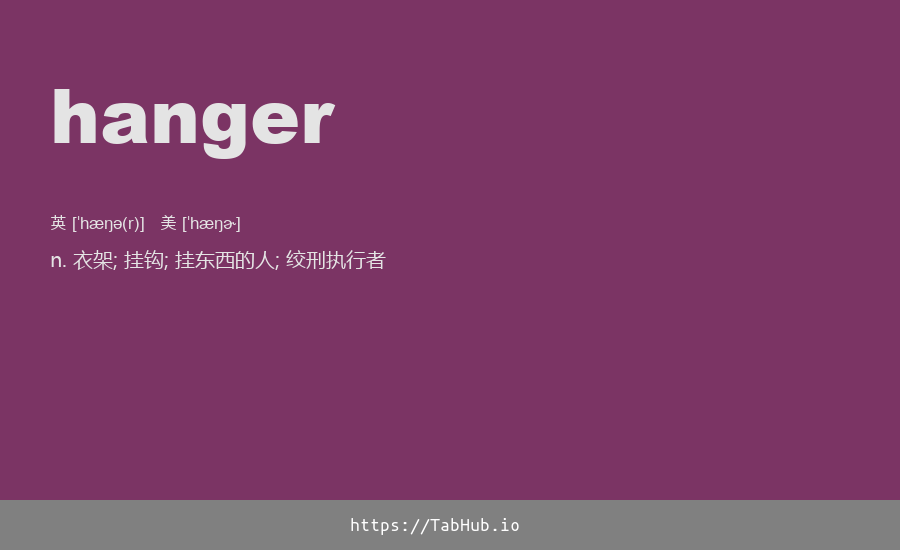 hanger
英 [ˈhæŋə(r)] 美 [ˈhæŋɚ]
n. 衣架; 挂钩; 挂东西的人; 绞刑执行者
https://TabHub.io